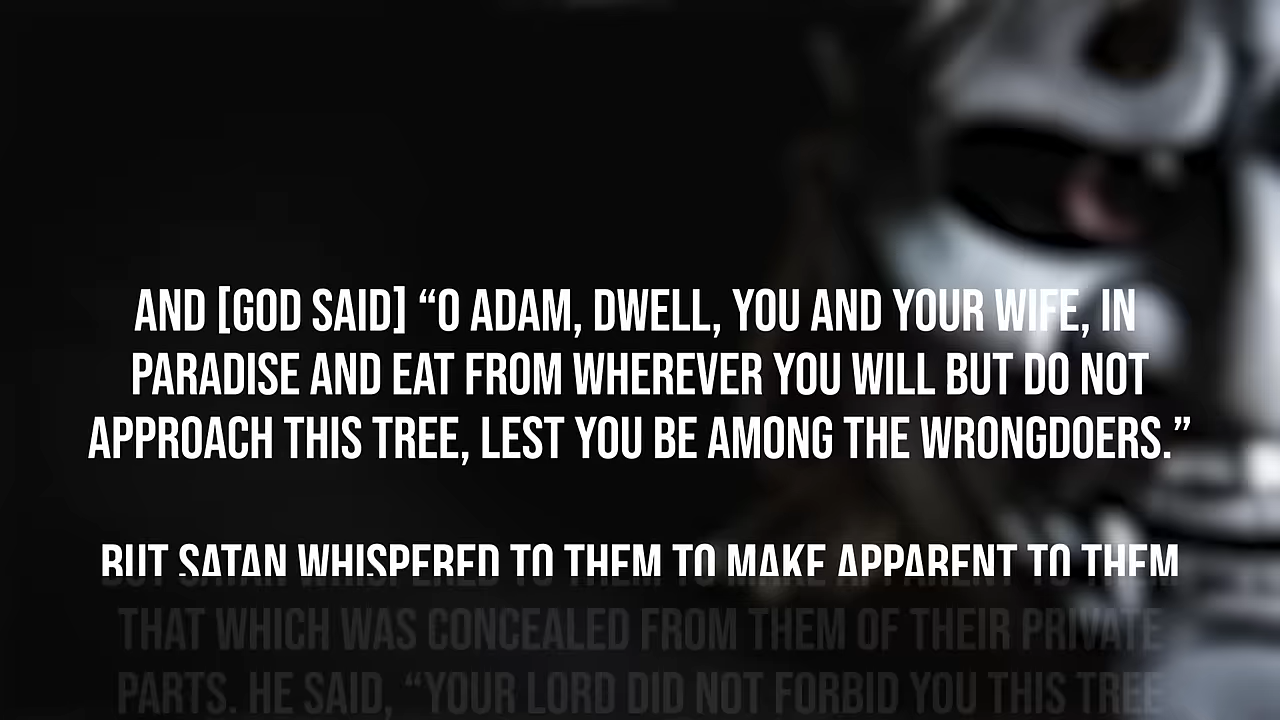 AND [GOD SAID] “O ADAM, DWELL, YOU AND YOUR WIFE, IN
PARADISE AND EAT FROM WHEREVER YOU WILL BUT DO NOT
APPROACH THIS TREE, LEST YOU BE AMONG THE WRONGDOERS.”
BUT SATAN WHISPERED TO THEM TO MAKE APPARENT TO THEM
THAT WHICH WAS CONCEALED FROM THEM OF THEIR PRIVATE
PARTS. HE SAID, “YOUR LORD DID NOT FORBID YOU THIS TREE